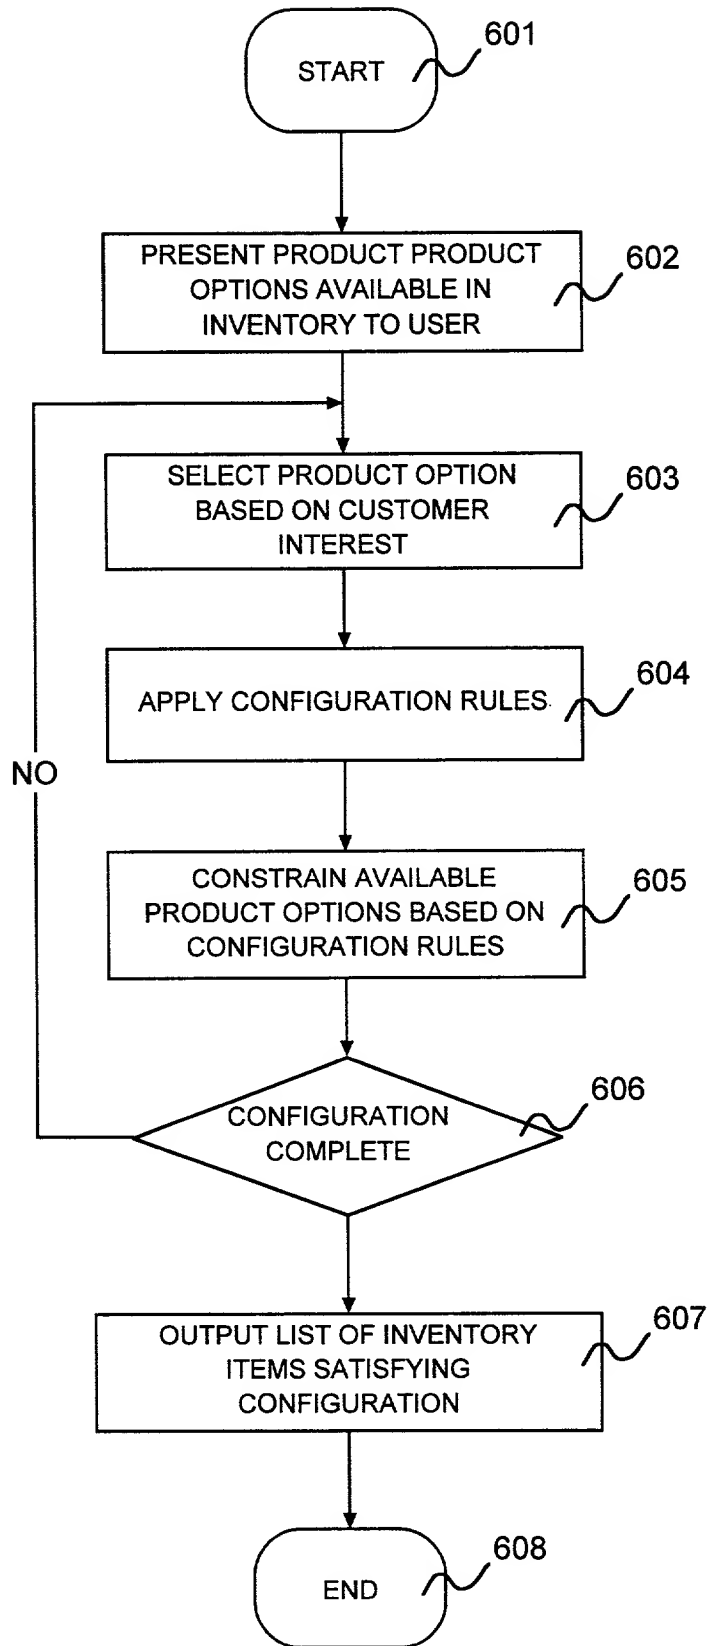 START
601
PRESENT PRODUCT PRODUCT
OPTIONS AVAILABLE IN
INVENTORY TO USER
602
SELECT PRODUCT OPTION
BASED ON CUSTOMER
INTEREST
603
APPLY CONFIGURATION RULES
604
NO
CONSTRAIN AVAILABLE
PRODUCT OPTIONS BASED ON
CONFIGURATION RULES
605
CONFIGURATION
COMPLETE
606
OUTPUT LIST OF INVENTORY
ITEMS SATISFYING
CONFIGURATION
607
END
608